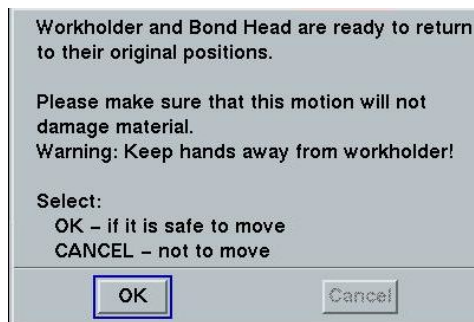 Workholder and Bond Head are ready to return
to their original positions.
Please make sure that this motion will not
damage material.
Warning: Keep hands away from workholder!
Select:
OK – if it is safe to move
CANCEL – not to move
OK
Cancel